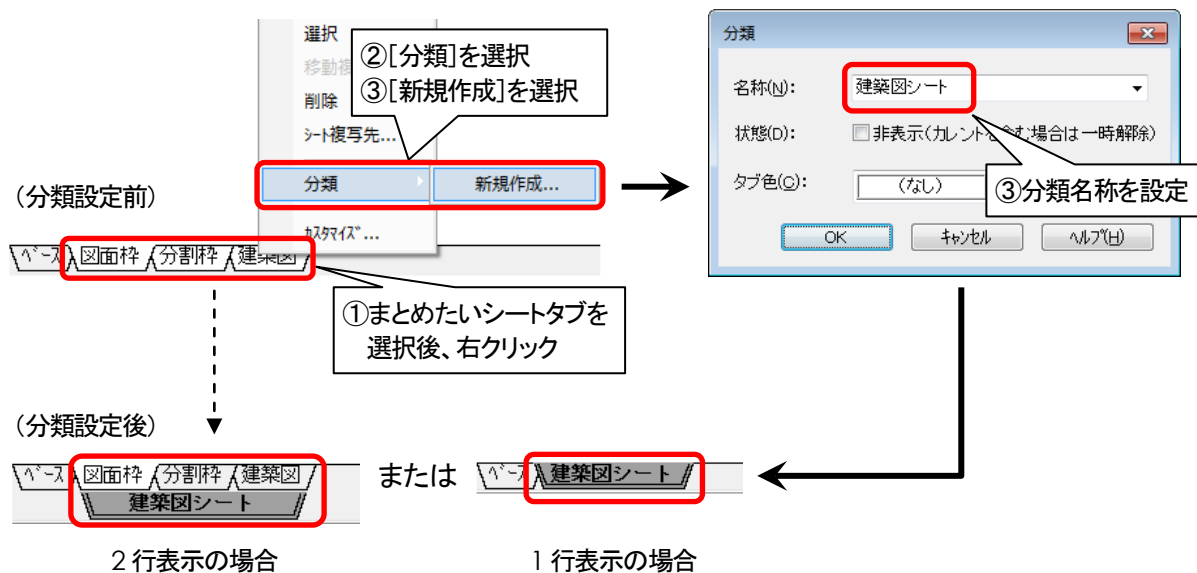 選択
移動複
削除
ｼｰﾄ複写先...
分類
新規作成...
ｶｽﾀﾏｲｽﾞ...
②[分類]を選択
③[新規作成]を選択
分類
名称(N):
建築図シート
状態(D):
非表示(カレントを含む場合は一時解除)
タブ色(C):
(なし)
③分類名称を設定
OK
ｷｬﾝｾﾙ
ﾍﾙﾌﾟ(H)
(分類設定前)
ﾍﾞｰｽ 図面枠 分割枠 建築図
①まとめたいシートタブを
選択後、右クリック
(分類設定後)
ﾍﾞｰｽ 図面枠 分割枠 建築図
建築図シート
または
ﾍﾞｰｽ 建築図シート
2行表示の場合
1行表示の場合